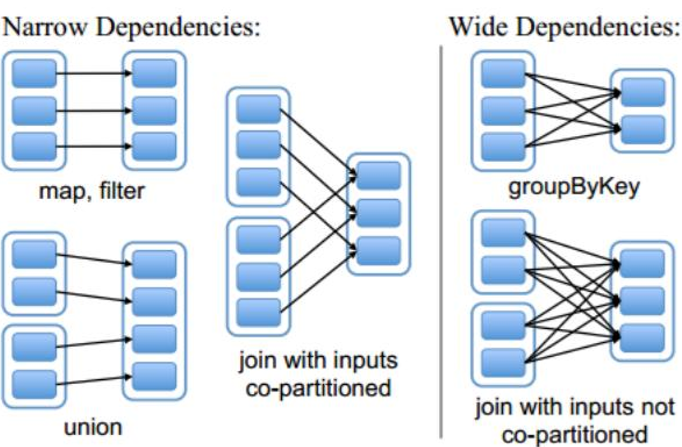 Narrow Dependencies:
map, filter
union
join with inputs
co-partitioned
Wide Dependencies:
groupByKey
join with inputs not
co-partitioned